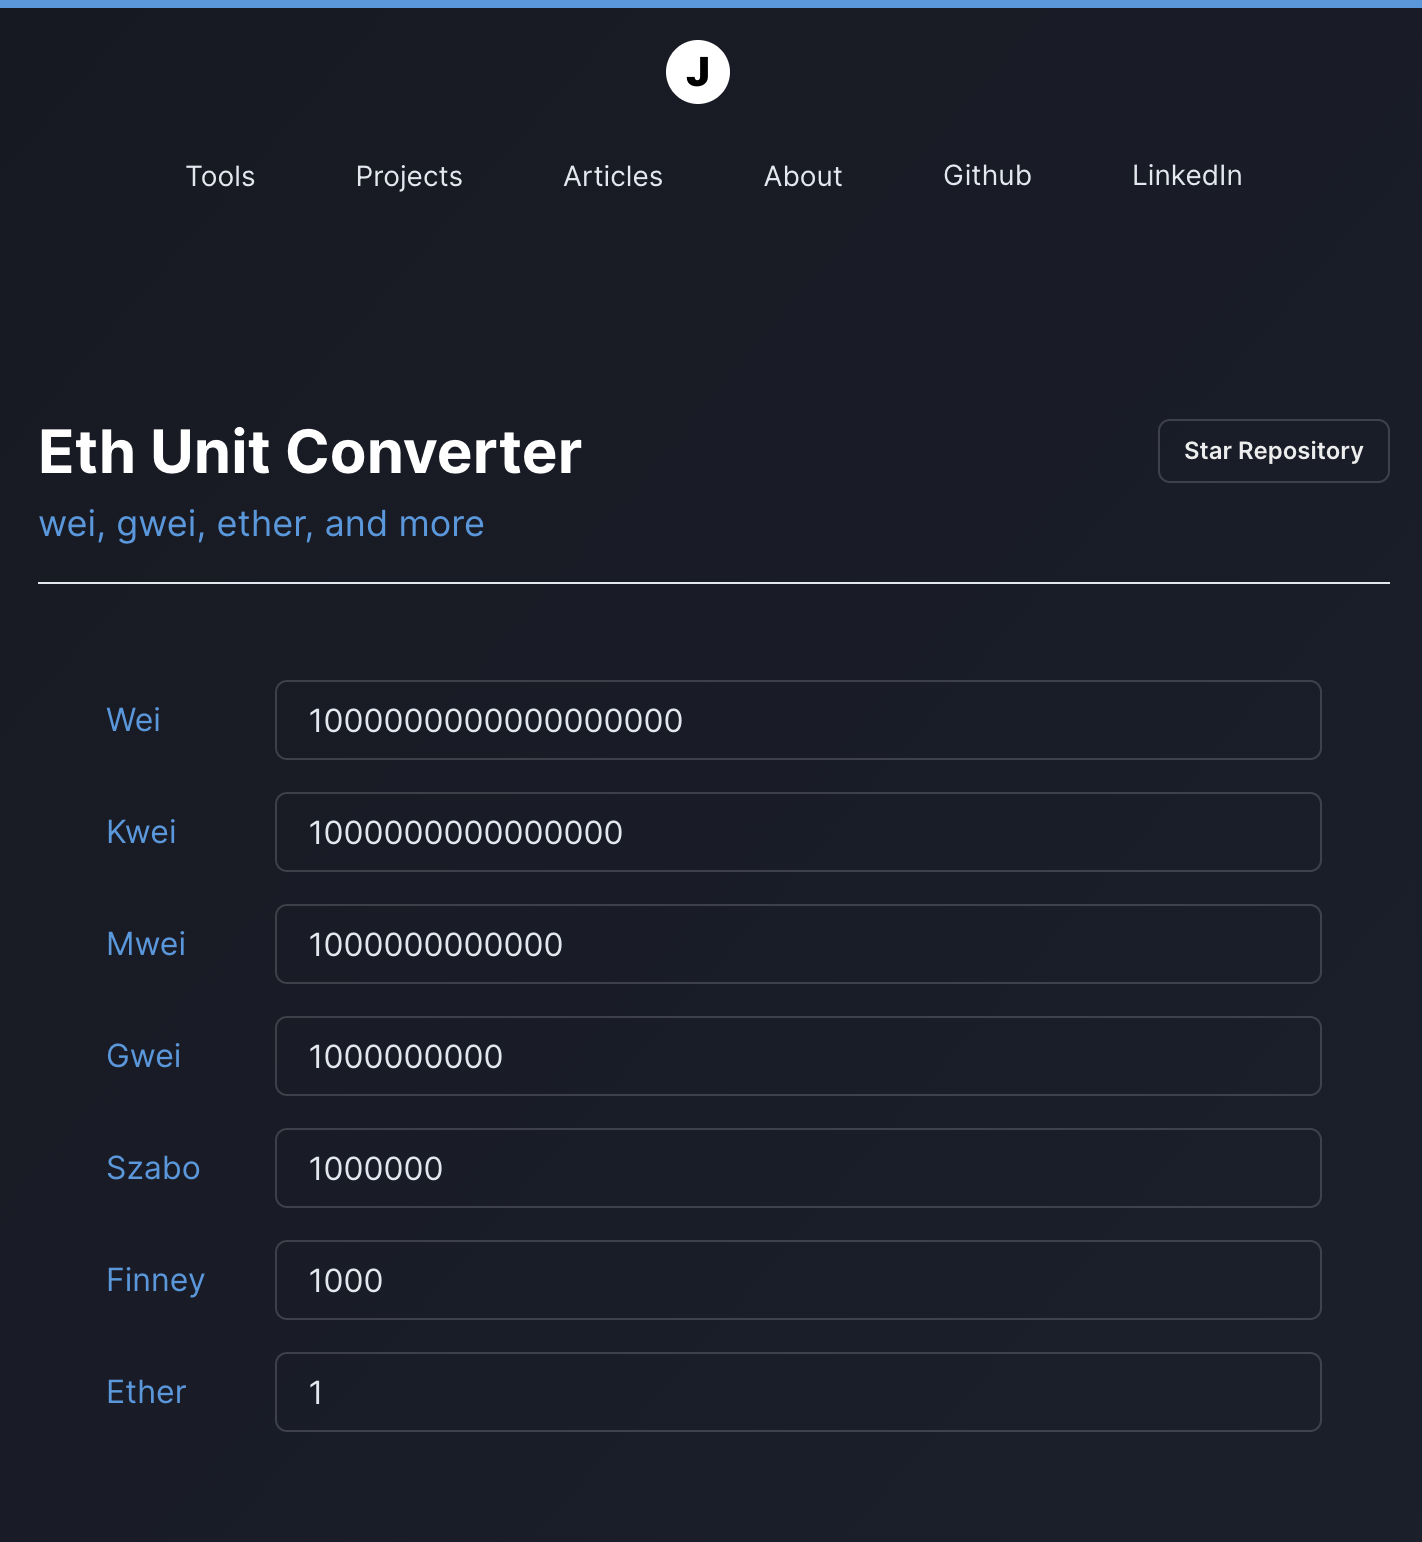 J
Tools Projects Articles About Github LinkedIn
Eth Unit Converter
Star Repository
wei, gwei, ether, and more
Wei 1000000000000000000
Kwei 1000000000000000
Mwei 1000000000000
Gwei 1000000000
Szabo 1000000
Finney 1000
Ether 1